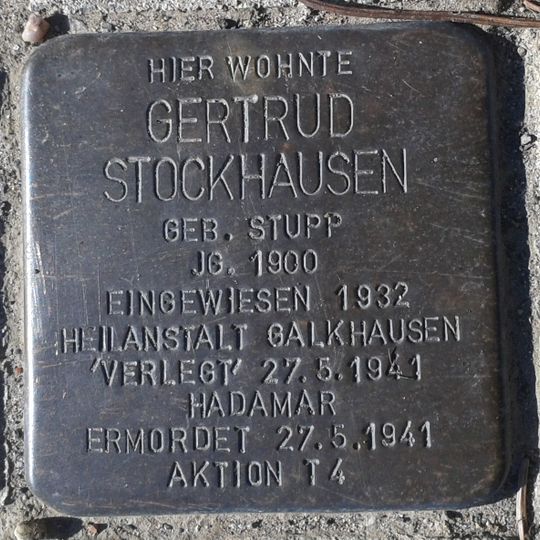 HIER WOHNTE
GERTRUD
STOCKHAUSEN
GEB. STUPP
JG. 1900
EINGEWIESEN 1932
HEILANSTALT GALKHAUSEN
'VERLEGT' 27.5.1941
HADAMAR
ERMORDET 27.5.1941
AKTION T4